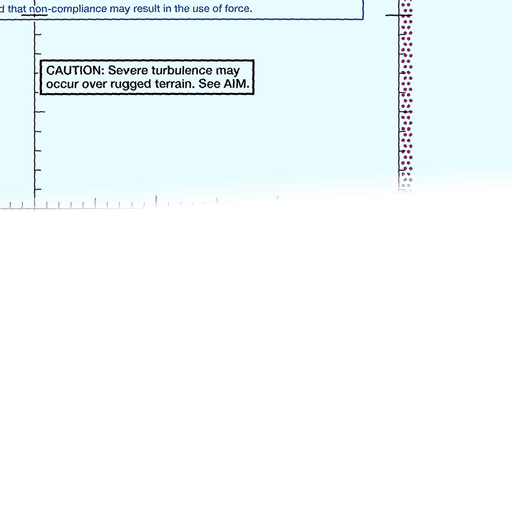 that non-compliance may result in the use of force.
CAUTION: Severe turbulence may
occur over rugged terrain. See AIM.